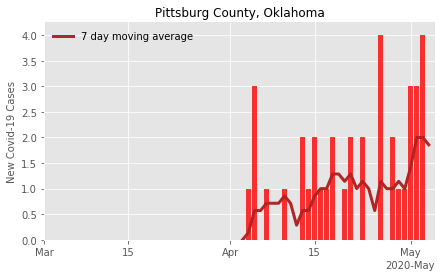 Pittsburg County, Oklahoma
7 day moving average
New Covid-19 Cases
4.0
3.5
3.0
2.5
2.0
1.5
1.0
0.5
0.0
Mar
15
Apr
15
May
2020-May